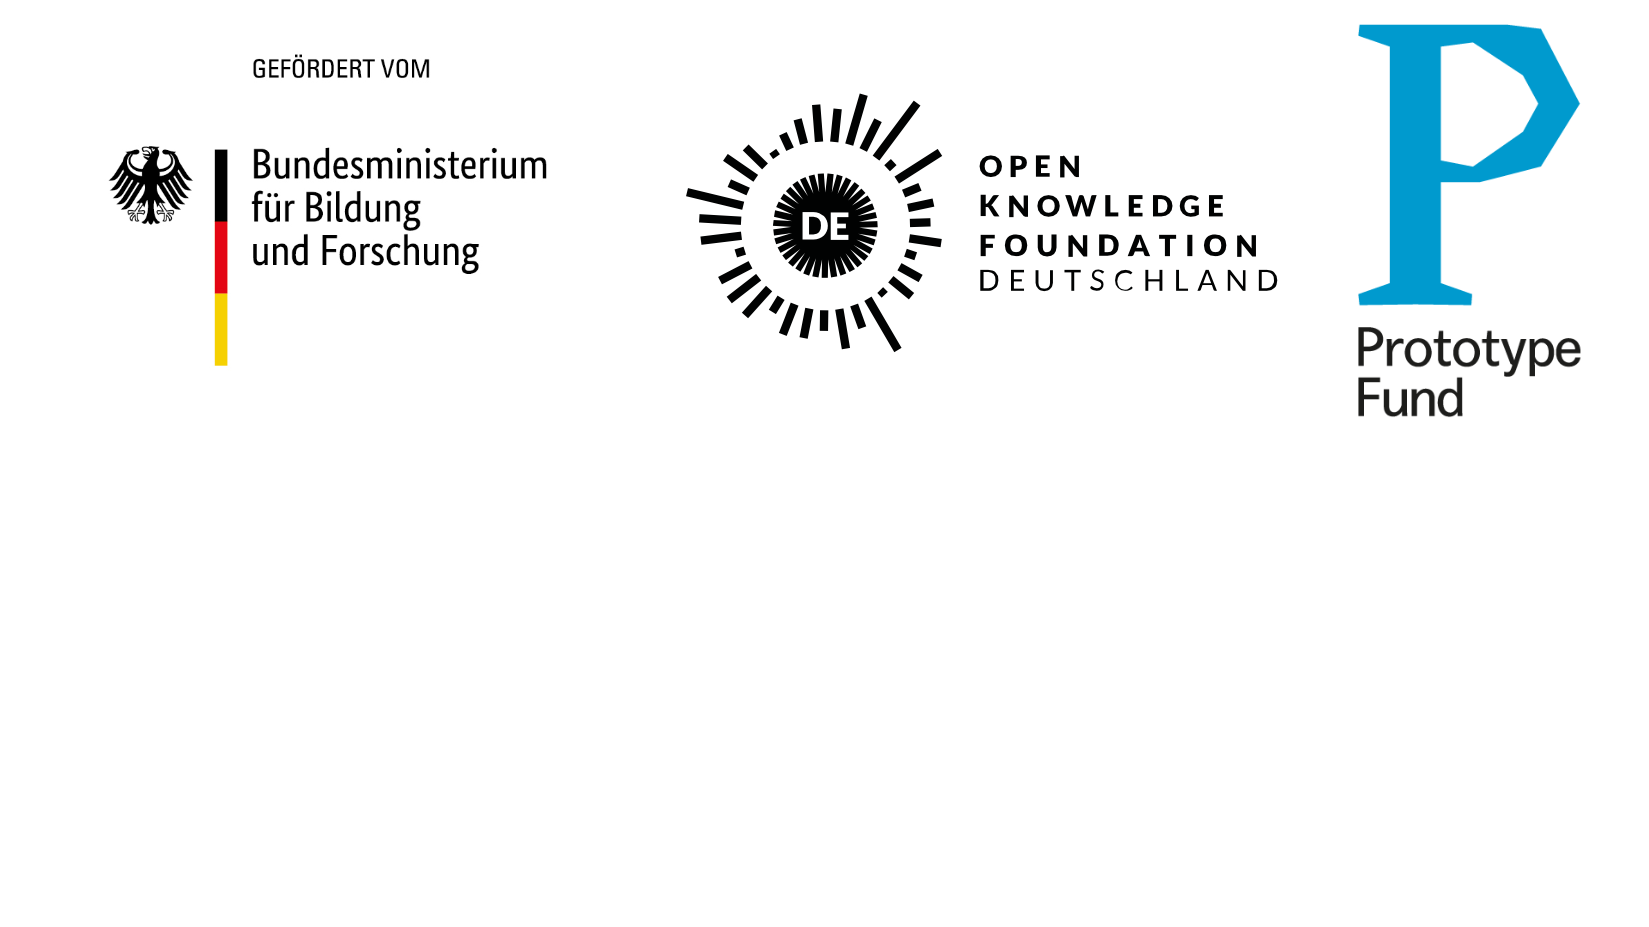 GEFÖRDERT VOM
Bundesministerium
für Bildung
und Forschung
DE
OPEN
KNOWLEDGE
FOUNDATION
DEUTSCHLAND
P
Prototype
Fund